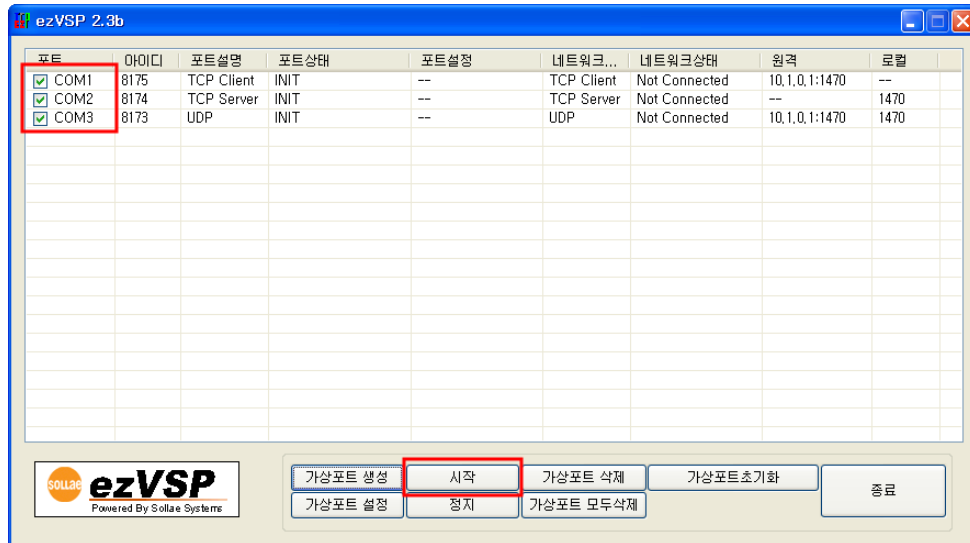 ezVSP 2.3b
포트 아이디 포트설명 포트상태 포트설정 네트워크... 네트워크상태 원격 로컬
COM1 8175 TCP Client INIT -- TCP Client Not Connected 10,1,0,1:1470 --
COM2 8174 TCP Server INIT -- TCP Server Not Connected -- 1470
COM3 8173 UDP INIT -- UDP Not Connected 10,1,0,1:1470 1470
sollae ezVSP
Powered By Sollae Systems
가상포트 생성 시작 가상포트 삭제 가상포트초기화 종료
가상포트 설정 정지 가상포트 모두삭제